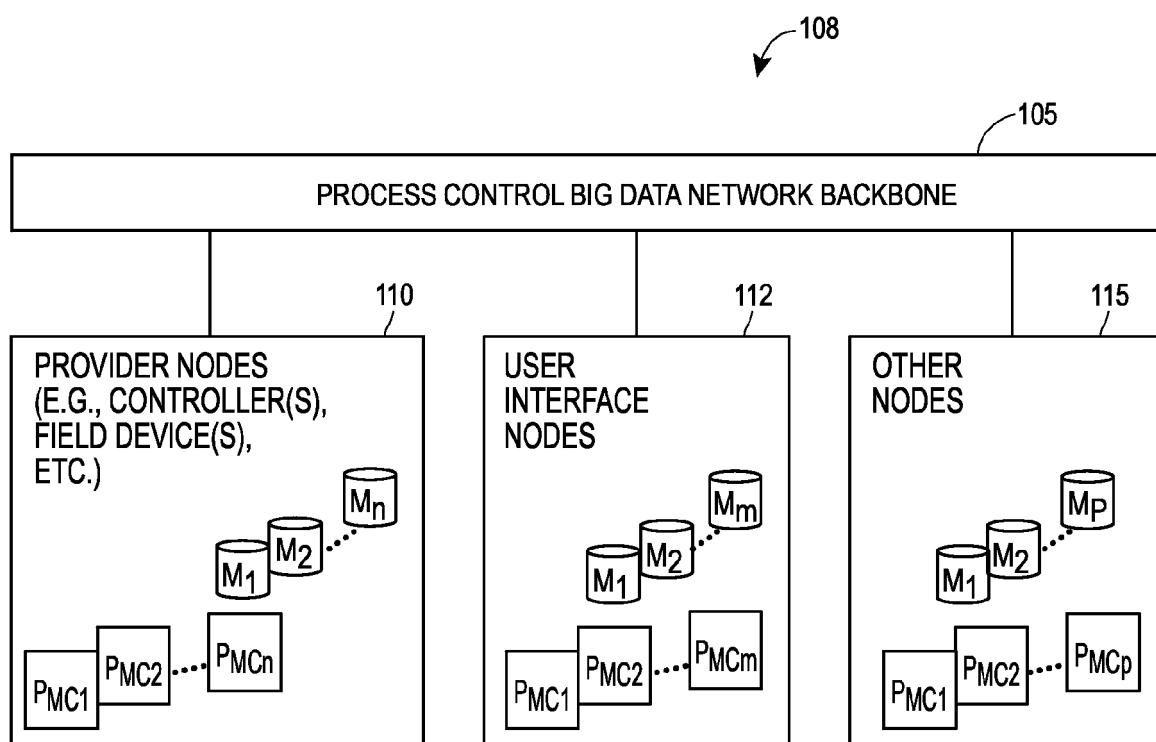 108
105
PROCESS CONTROL BIG DATA NETWORK BACKBONE
110
112
115
PROVIDER NODES
(E.G., CONTROLLER(S),
FIELD DEVICE(S),
ETC.)
Mn
M2
M1
PMC1
PMC2
PMCn
USER
INTERFACE
NODES
Mm
M2
M1
PMC1
PMC2
PMCm
OTHER
NODES
MP
M2
M1
PMC1
PMC2
PMCp